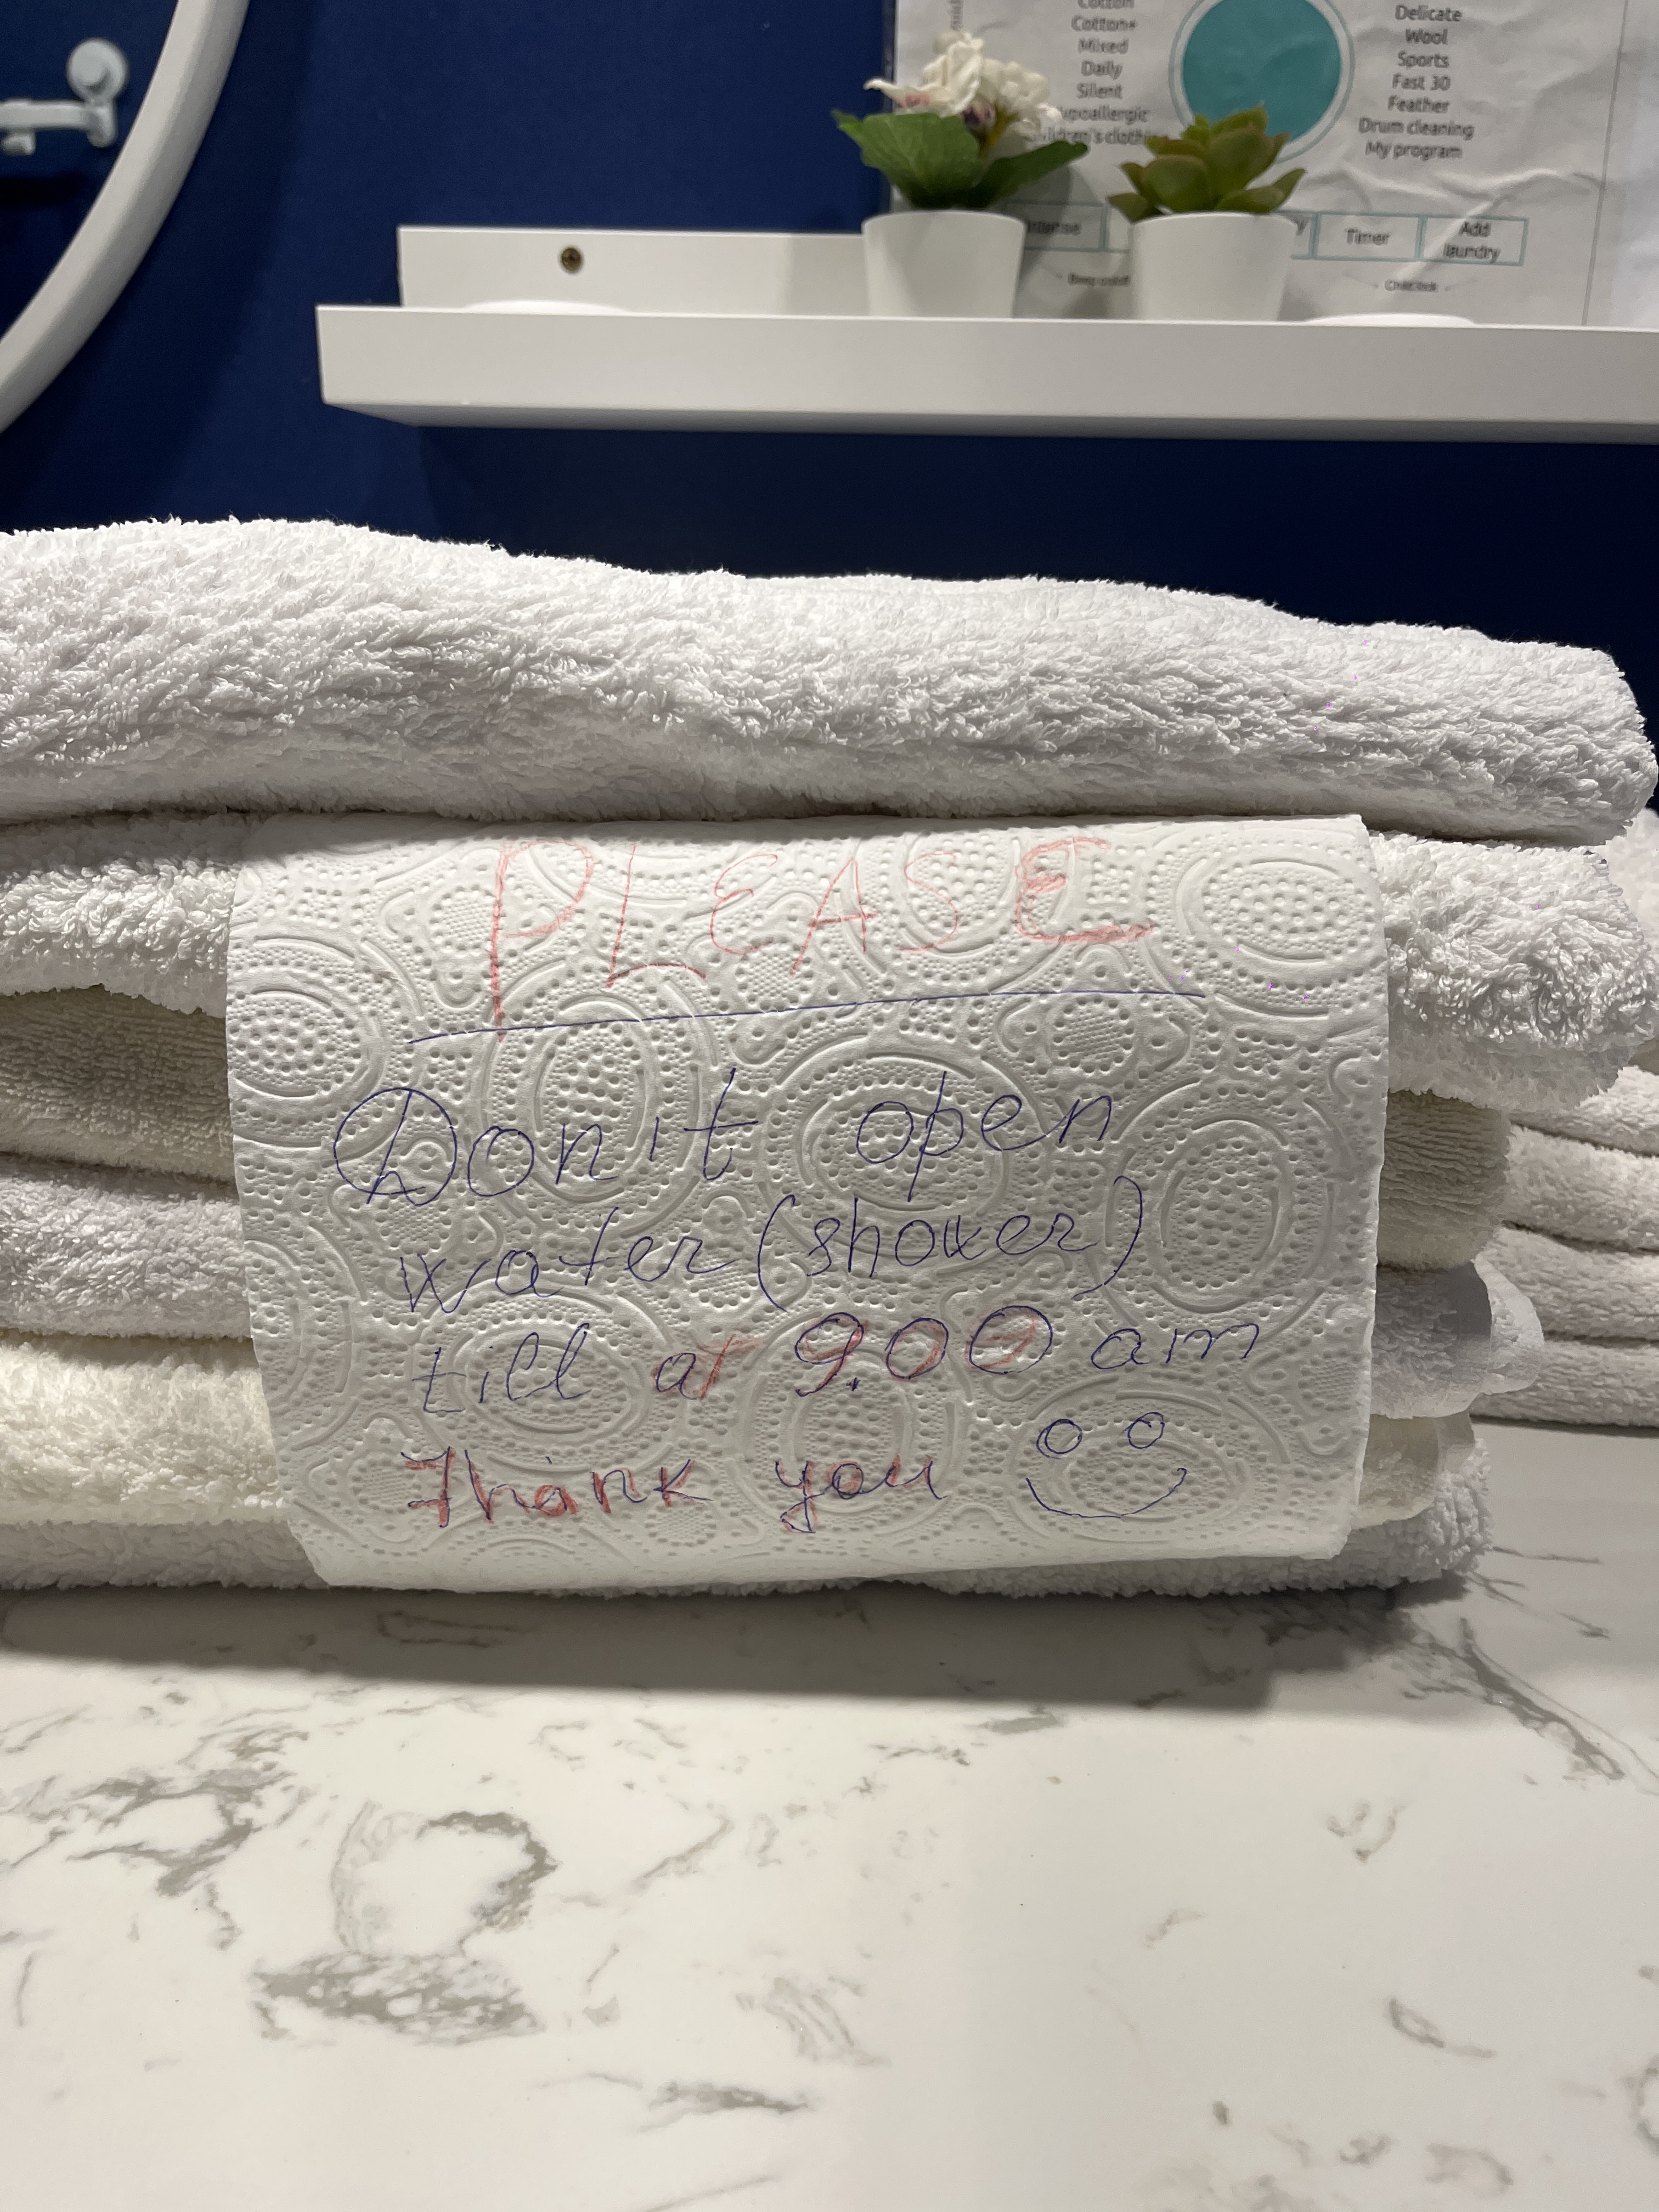 Cotton
Cotton+
Mixed
Daily
Silent
Delicate
Wool
Sports
Fast 30
Feather
Drum cleaning
My program
Timer
Add
laundry
PLEASE
Don't open
water (shower)
till at 9.00 am
Thank you